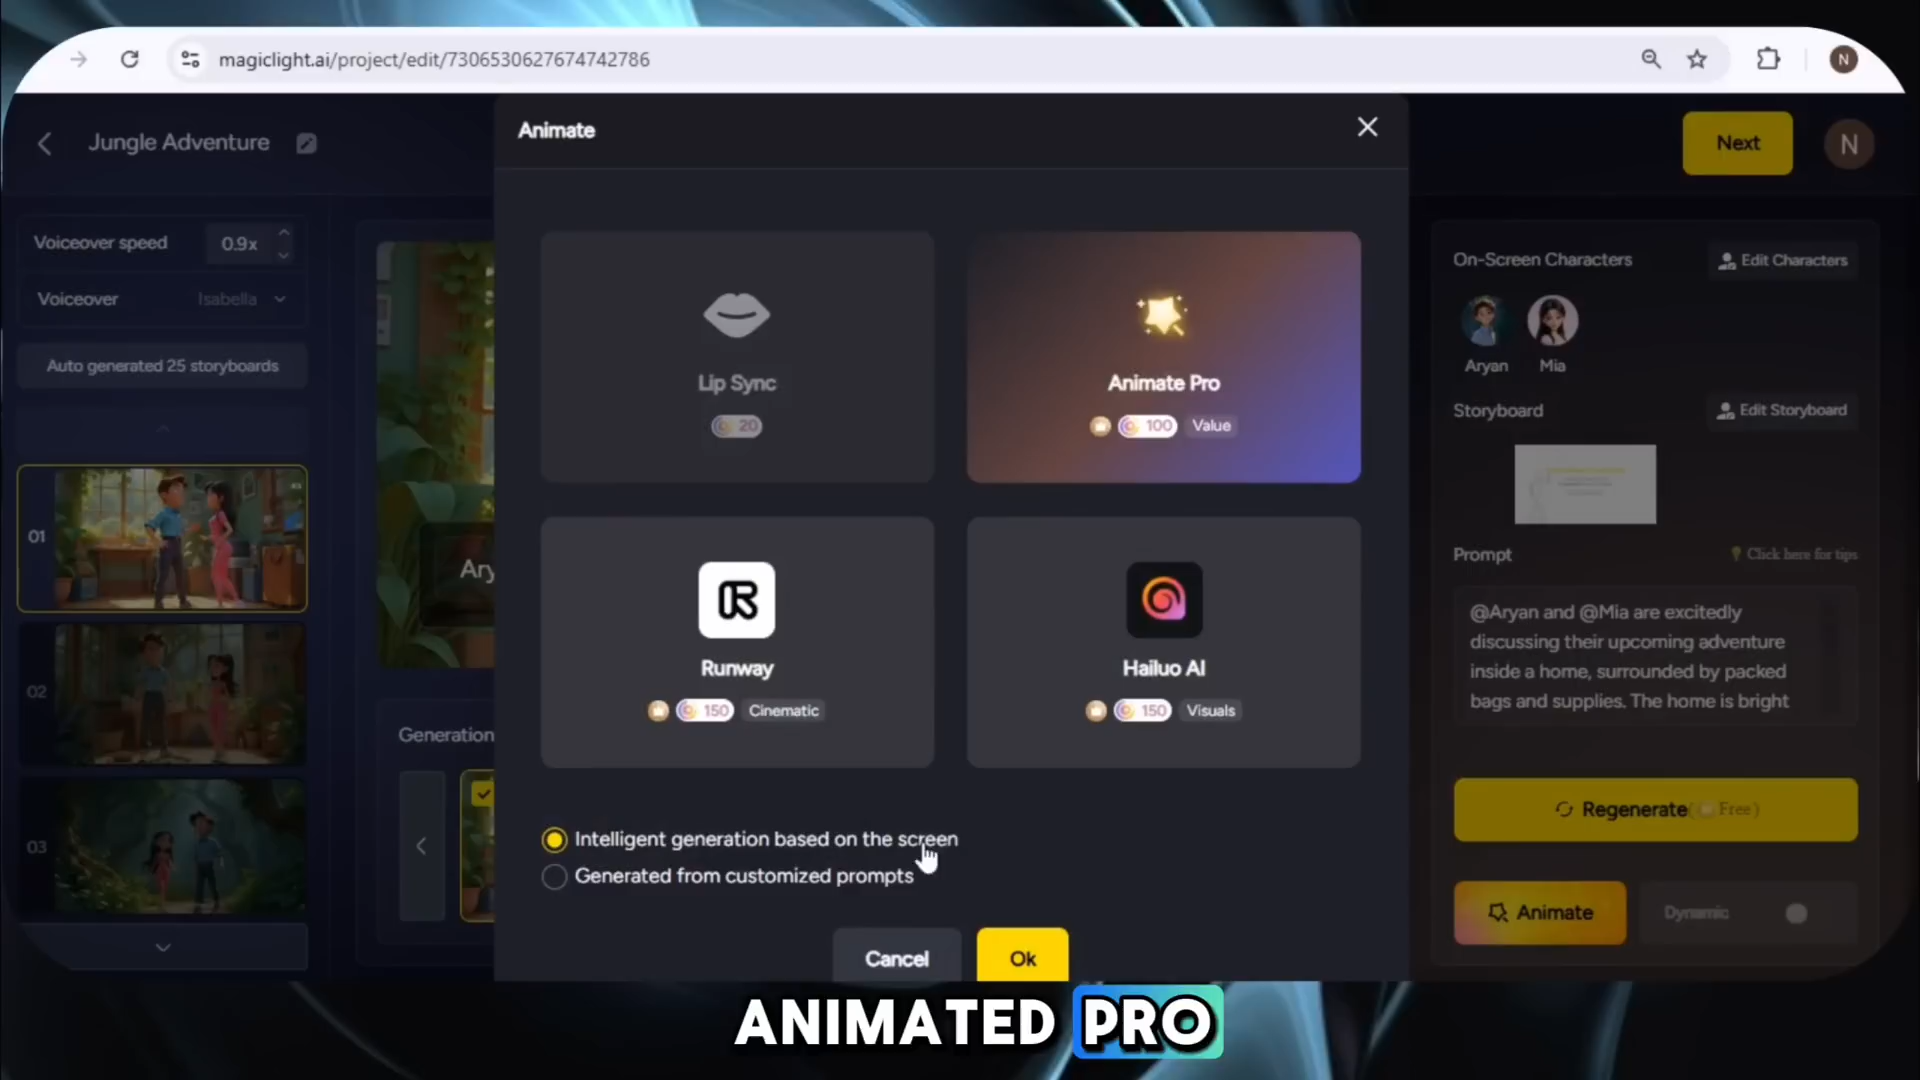 magiclight.ai/project/edit/7306530627674742786
N
Jungle Adventure
Animate
Next
N
Voiceover speed
0.9x
Voiceover
Isabella
Auto generated 25 storyboards
01
02
03
Ary
Generation
Lip Sync
20
Animate Pro
100
Value
Runway
150
Cinematic
Hailuo AI
150
Visuals
Intelligent generation based on the screen
Generated from customized prompts
Cancel
Ok
On-Screen Characters
Edit Characters
Aryan
Mia
Storyboard
Edit Storyboard
Prompt
Click here for tips
@Aryan and @Mia are excitedly
discussing their upcoming adventure
inside a home, surrounded by packed
bags and supplies. The home is bright
Regenerate( Free )
Animate
Dynamic
ANIMATED PRO